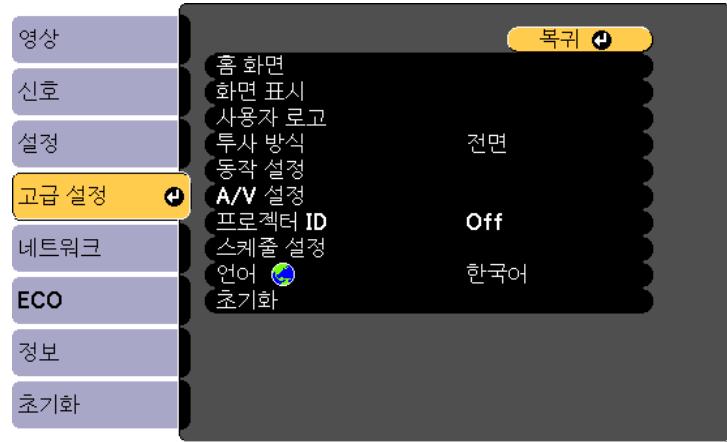 영상
신호
설정
고급 설정
네트워크
ECO
정보
초기화
복귀
홈 화면
화면 표시
사용자 로고
투사 방식 전면
동작 설정
A/V 설정
프로젝터 ID Off
스케줄 설정
언어 한국어
초기화